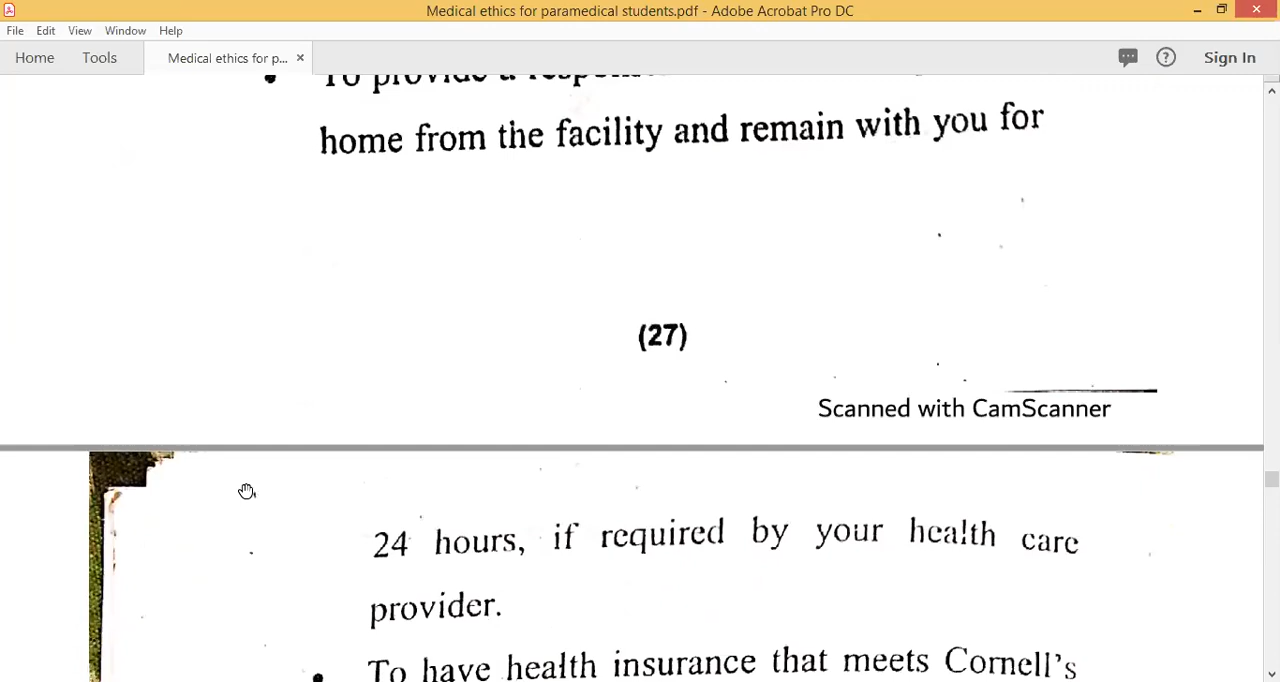 Medical ethics for paramedical students.pdf - Adobe Acrobat Pro DC
File Edit View Window Help
Home Tools Medical ethics for p... × Sign In
• To provide a
home from the facility and remain with you for
(27)
Scanned with CamScanner
24 hours, if required by your health care
provider.
• To have health insurance that meets Cornell's